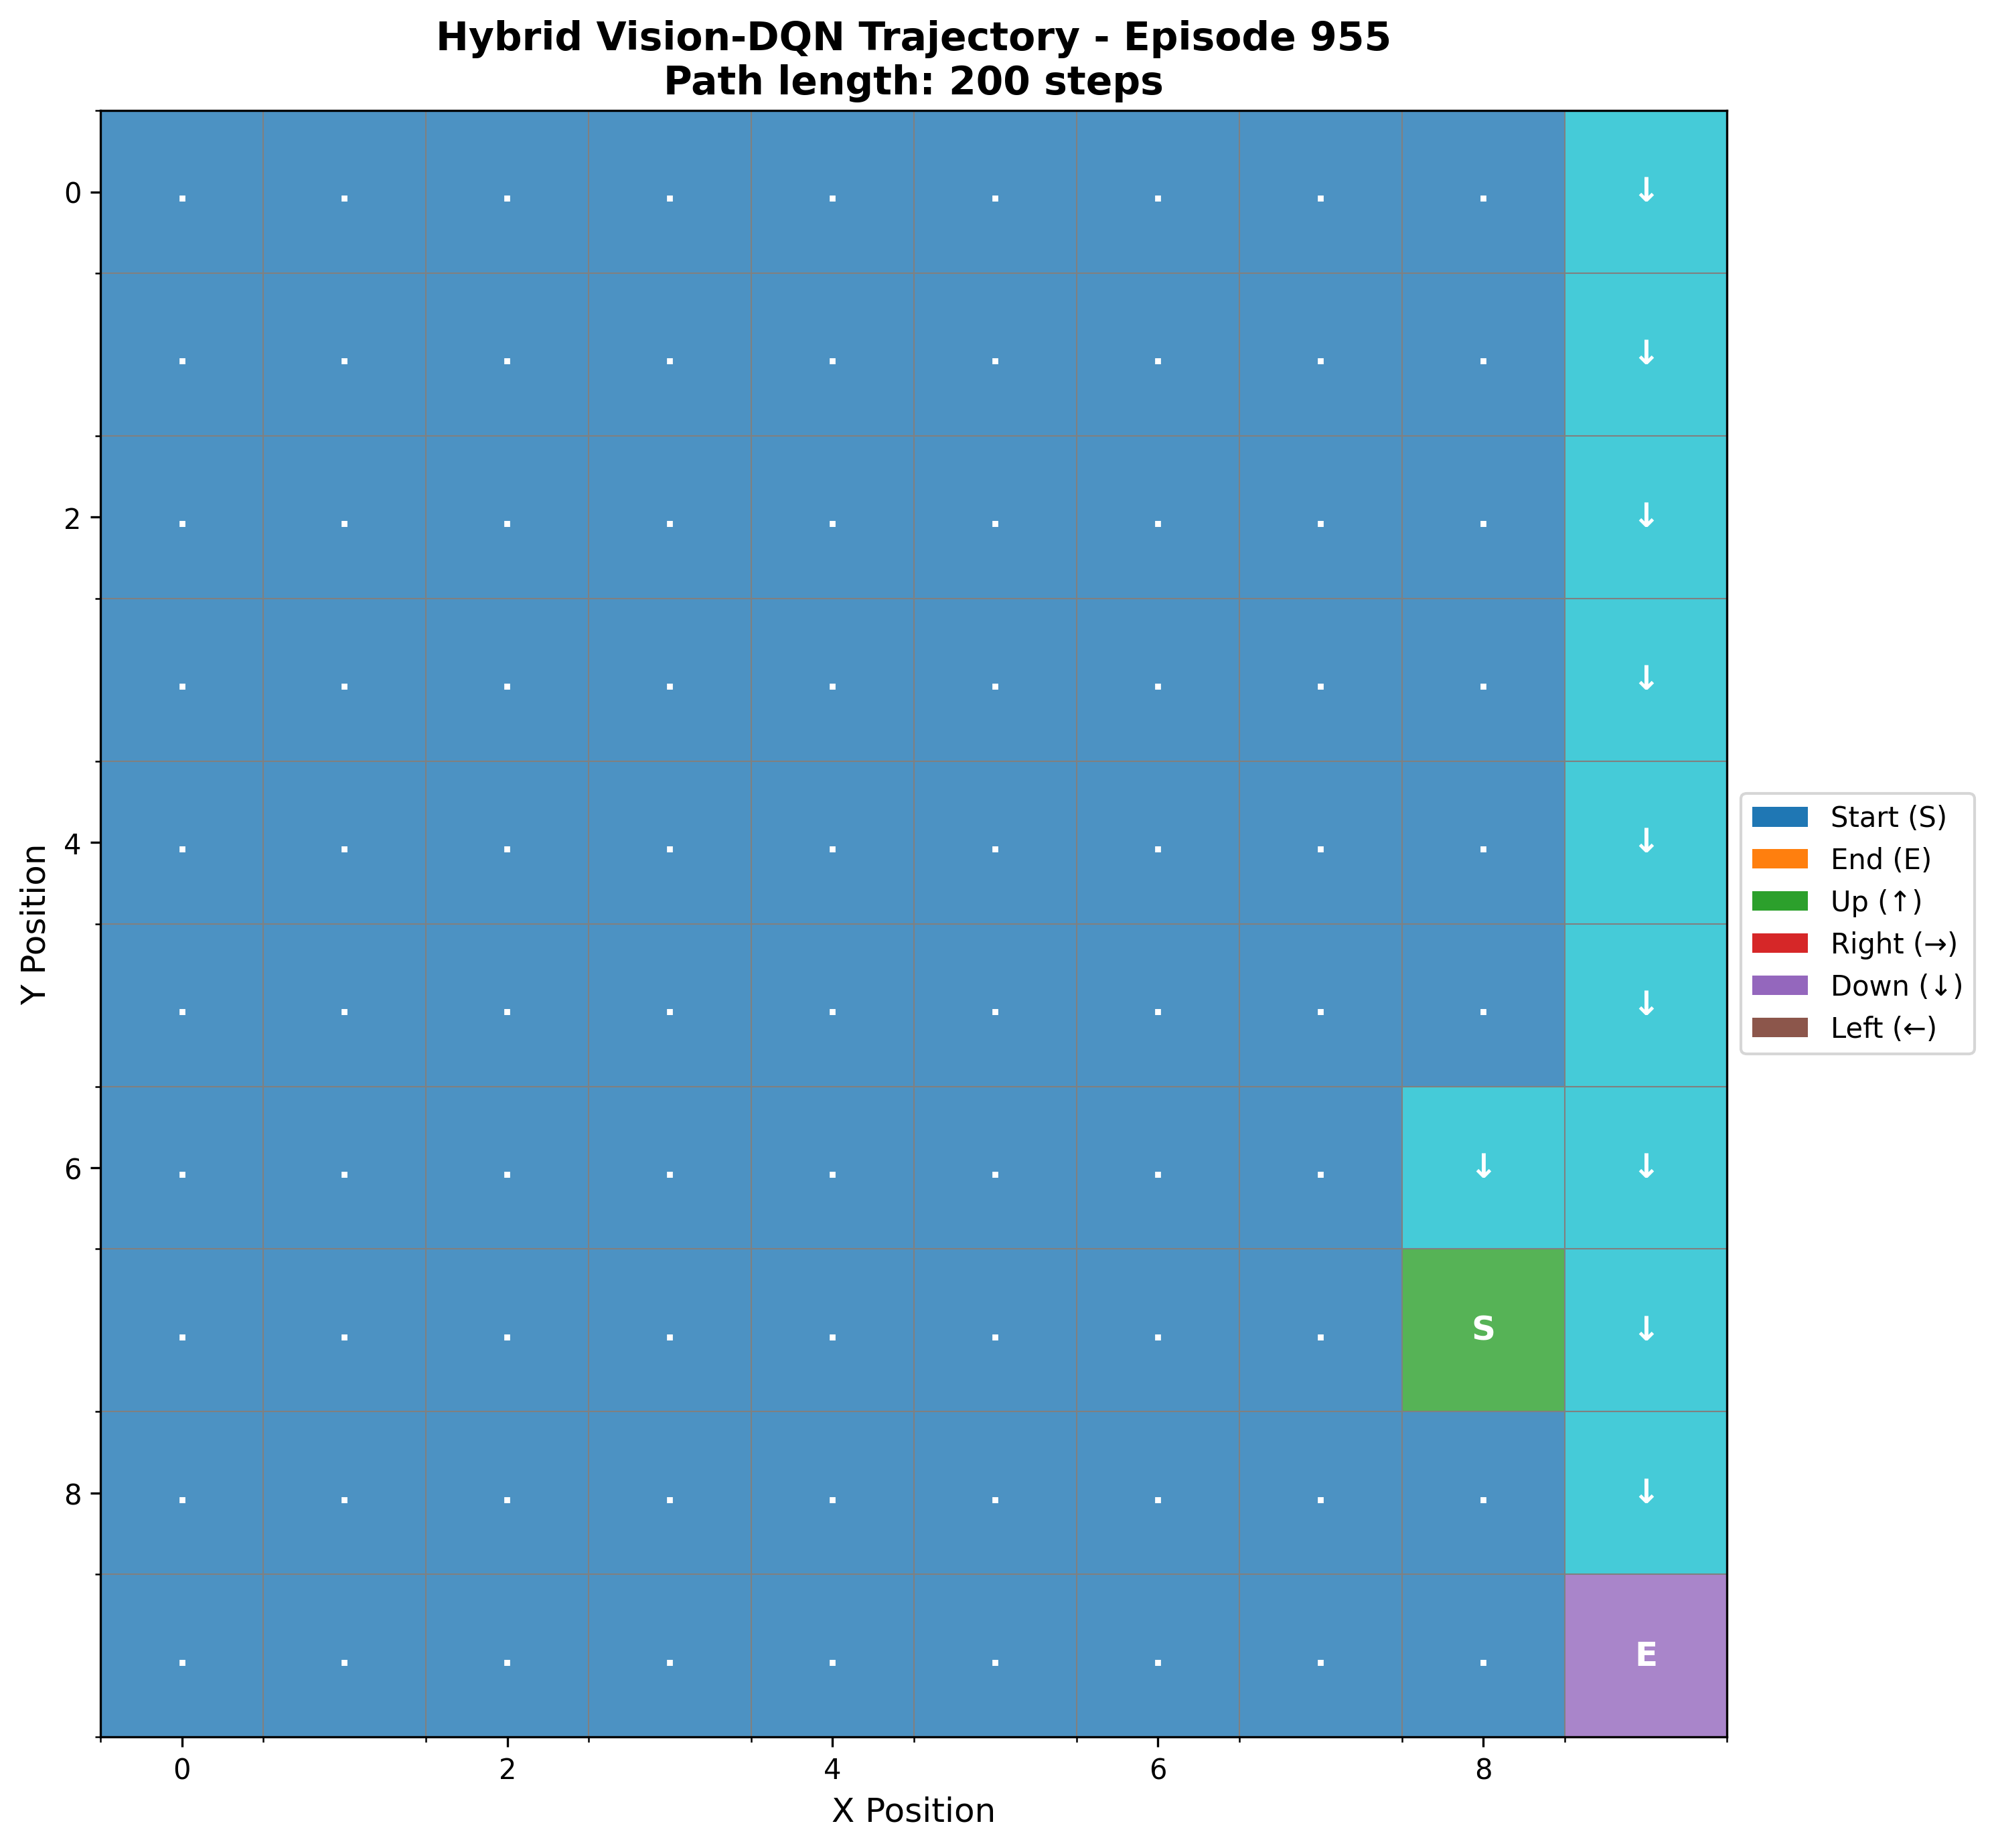 Hybrid Vision-DQN Trajectory - Episode 955
Path length: 200 steps
0 . . . . . . . . . ↓
. . . . . . . . . ↓
2 . . . . . . . . . ↓
. . . . . . . . . ↓
4 . . . . . . . . . ↓
. . . . . . . . . ↓
6 . . . . . . . . ↓ ↓
. . . . . . . . S ↓
8 . . . . . . . . . ↓
. . . . . . . . . E
Y Position
0 2 4 6 8
X Position
Start (S)
End (E)
Up (↑)
Right (→)
Down (↓)
Left (←)